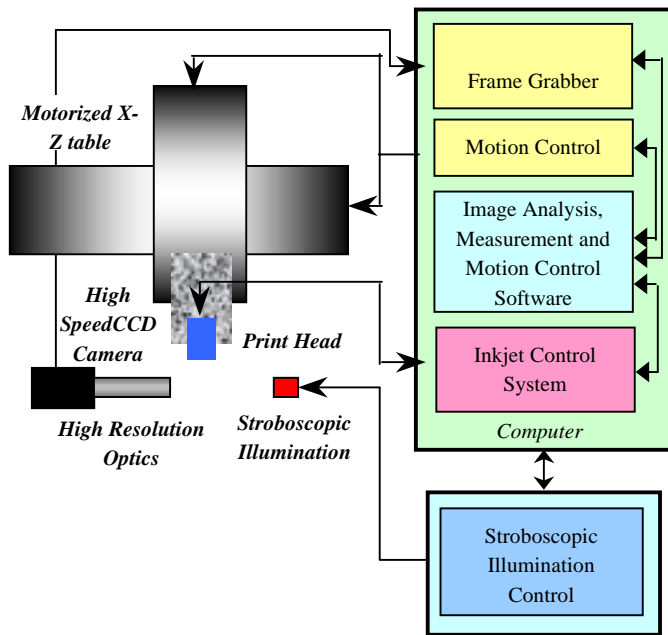 Frame Grabber
Motorized X-
Z table
Motion Control
Image Analysis,
Measurement and
Motion Control
Software
High
SpeedCCD
Camera
Print Head
Inkjet Control
System
High Resolution
Optics
Stroboscopic
Illumination
Computer
Stroboscopic
Illumination
Control